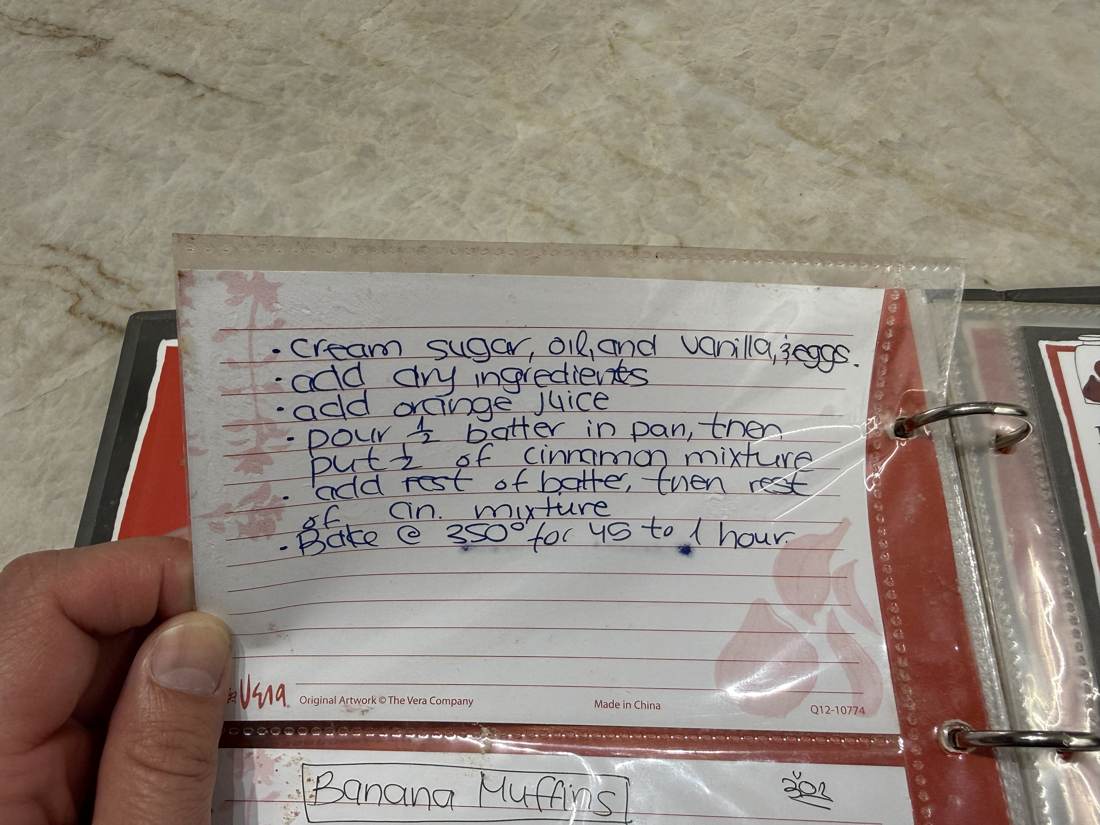 · cream sugar, oil, and vanilla, & eggs.
· add dry ingredients
· add orange juice
· pour ½ batter in pan, then
put ½ of cinnamon mixture
· add rest of batter, then rest
of cin. mixture
· Bake @ 350° for 45 to 1 hour
Vera
Original Artwork © The Vera Company
Made in China
Q12-10774
Banana Muffins